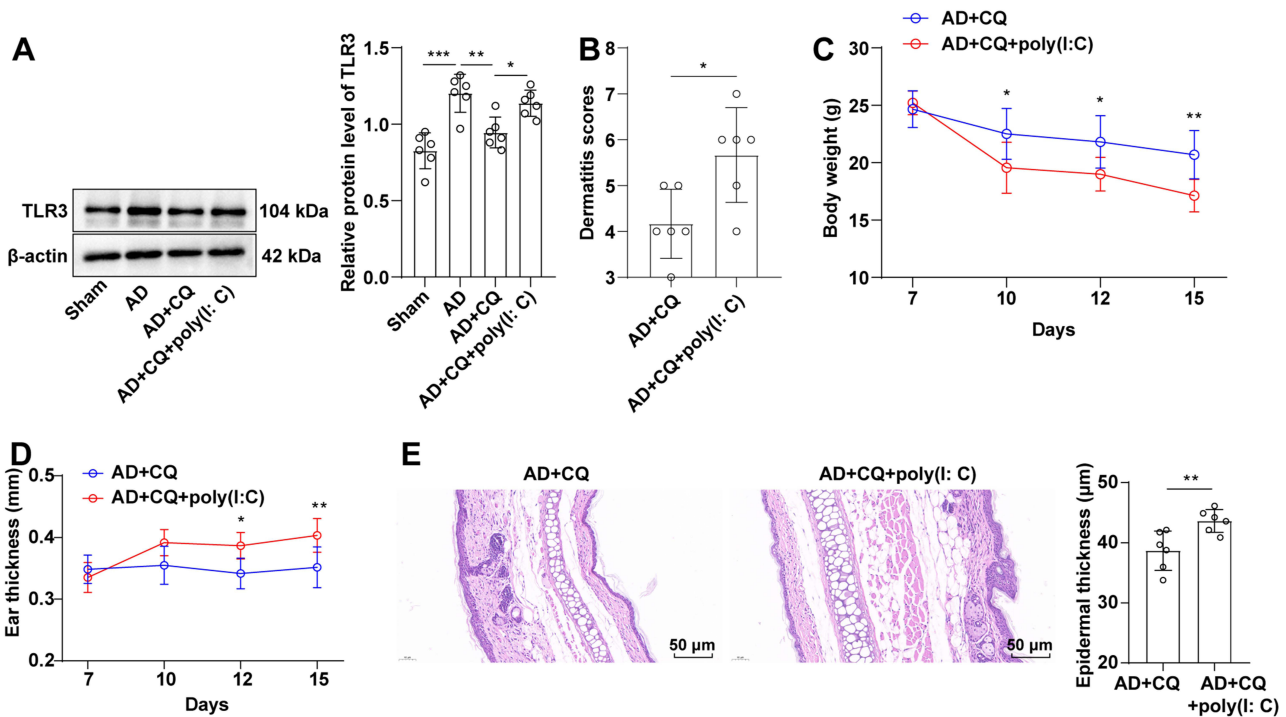 A
TLR3
104 kDa
β-actin
42 kDa
Sham
AD
AD+CQ
AD+CQ+poly(I: C)
Relative protein level of TLR3
1.5
1.0
0.5
0.0
***
**
*
Sham
AD
AD+CQ
AD+CQ+poly(I: C)
B
Dermatitis scores
8
7
6
5
4
3
*
AD+CQ
AD+CQ+poly(I: C)
C
AD+CQ
AD+CQ+poly(I:C)
Body weight (g)
30
25
20
15
10
*
*
**
7
10
12
15
Days
D
AD+CQ
AD+CQ+poly(I:C)
Ear thickness (mm)
0.5
0.4
0.3
0.2
*
**
7
10
12
15
Days
E
AD+CQ
50 μm
AD+CQ+poly(I: C)
50 μm
Epidermal thickness (μm)
50
40
30
20
**
AD+CQ
AD+CQ
+poly(I: C)